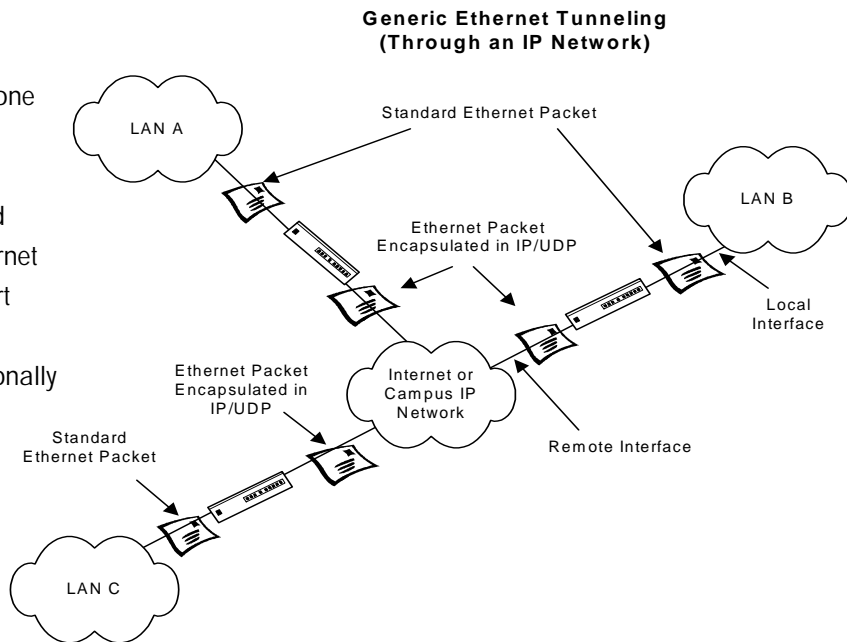 Generic Ethernet Tunneling
(Through an IP Network)
one
d
rnet
rt
onally
LAN A
Standard Ethernet Packet
LAN B
Ethernet Packet
Encapsulated in IP/UDP
Local
Interface
Ethernet Packet
Encapsulated in
IP/UDP
Internet or
Campus IP
Network
Remote Interface
Standard
Ethernet Packet
LAN C